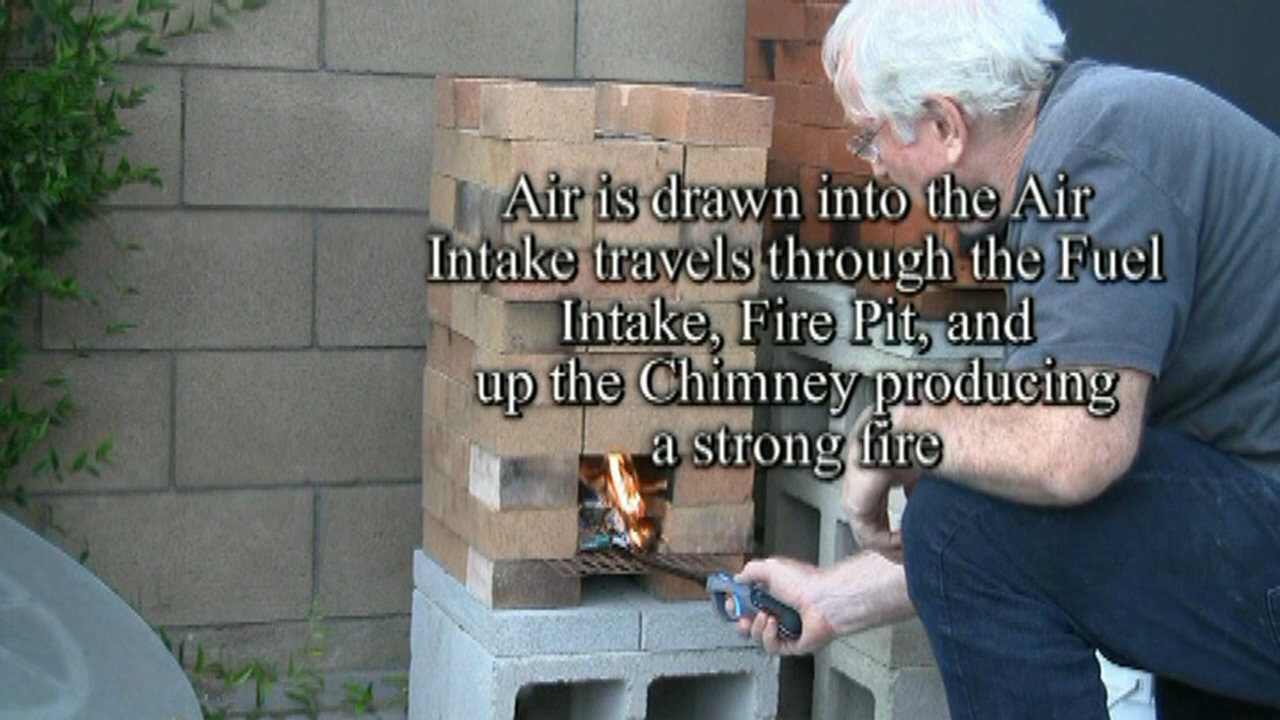 Air is drawn into the Air
Intake travels through the Fuel
Intake, Fire Pit, and
up the Chimney producing
a strong fire